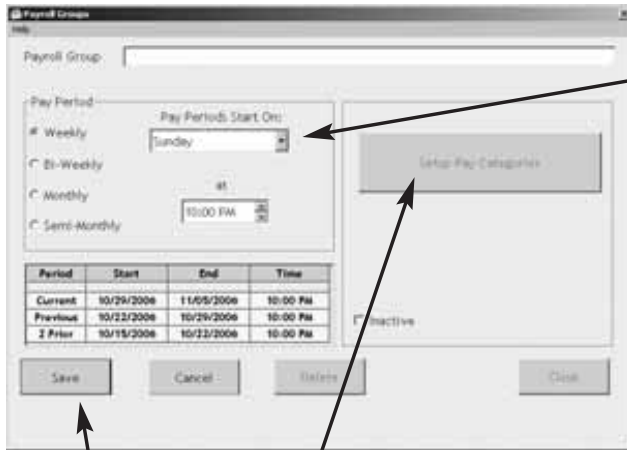 Payroll Groups
Help
Payroll Group
Pay Period
Pay Periods Start On:
Weekly
Sunday
Bi-Weekly
Setup Pay Categories
at
Monthly
10:00 PM
Semi-Monthly
Period Start End Time
Current 10/29/2006 11/05/2006 10:00 PM
Previous 10/22/2006 10/29/2006 10:00 PM
2 Prior 10/15/2006 10/22/2006 10:00 PM
Inactive
Save Cancel Delete Close